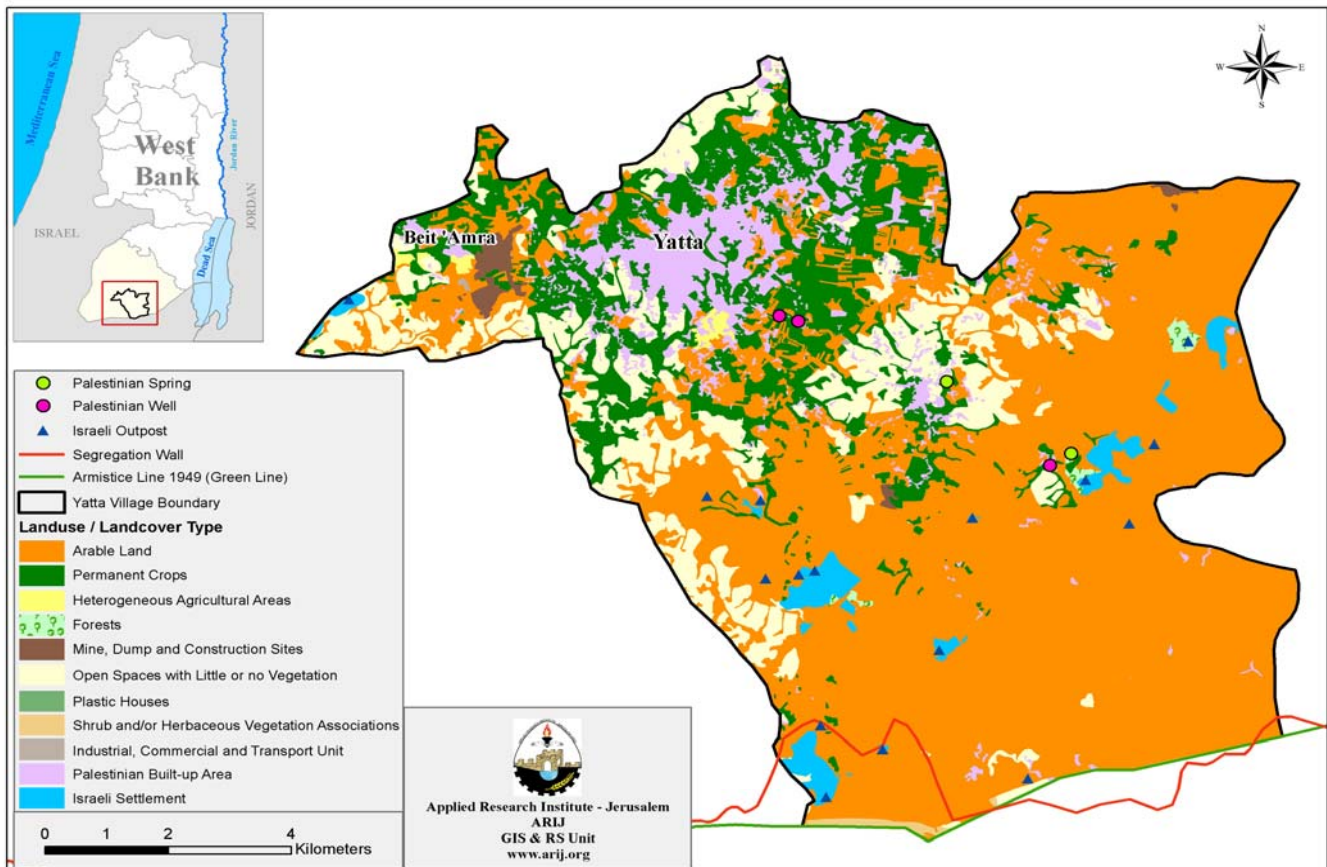 Mediterranean Sea
West
Bank
Jordan River
ISRAEL
JORDAN
Dead Sea
N
W
E
S
Beit 'Amra
Yatta
Palestinian Spring
Palestinian Well
Israeli Outpost
Segregation Wall
Armistice Line 1949 (Green Line)
Yatta Village Boundary
Landuse / Landcover Type
Arable Land
Permanent Crops
Heterogeneous Agricultural Areas
Forests
Mine, Dump and Construction Sites
Open Spaces with Little or no Vegetation
Plastic Houses
Shrub and/or Herbaceous Vegetation Associations
Industrial, Commercial and Transport Unit
Palestinian Built-up Area
Israeli Settlement
0 1 2 4
Kilometers
Applied Research Institute - Jerusalem
ARIJ
GIS & RS Unit
www.arij.org